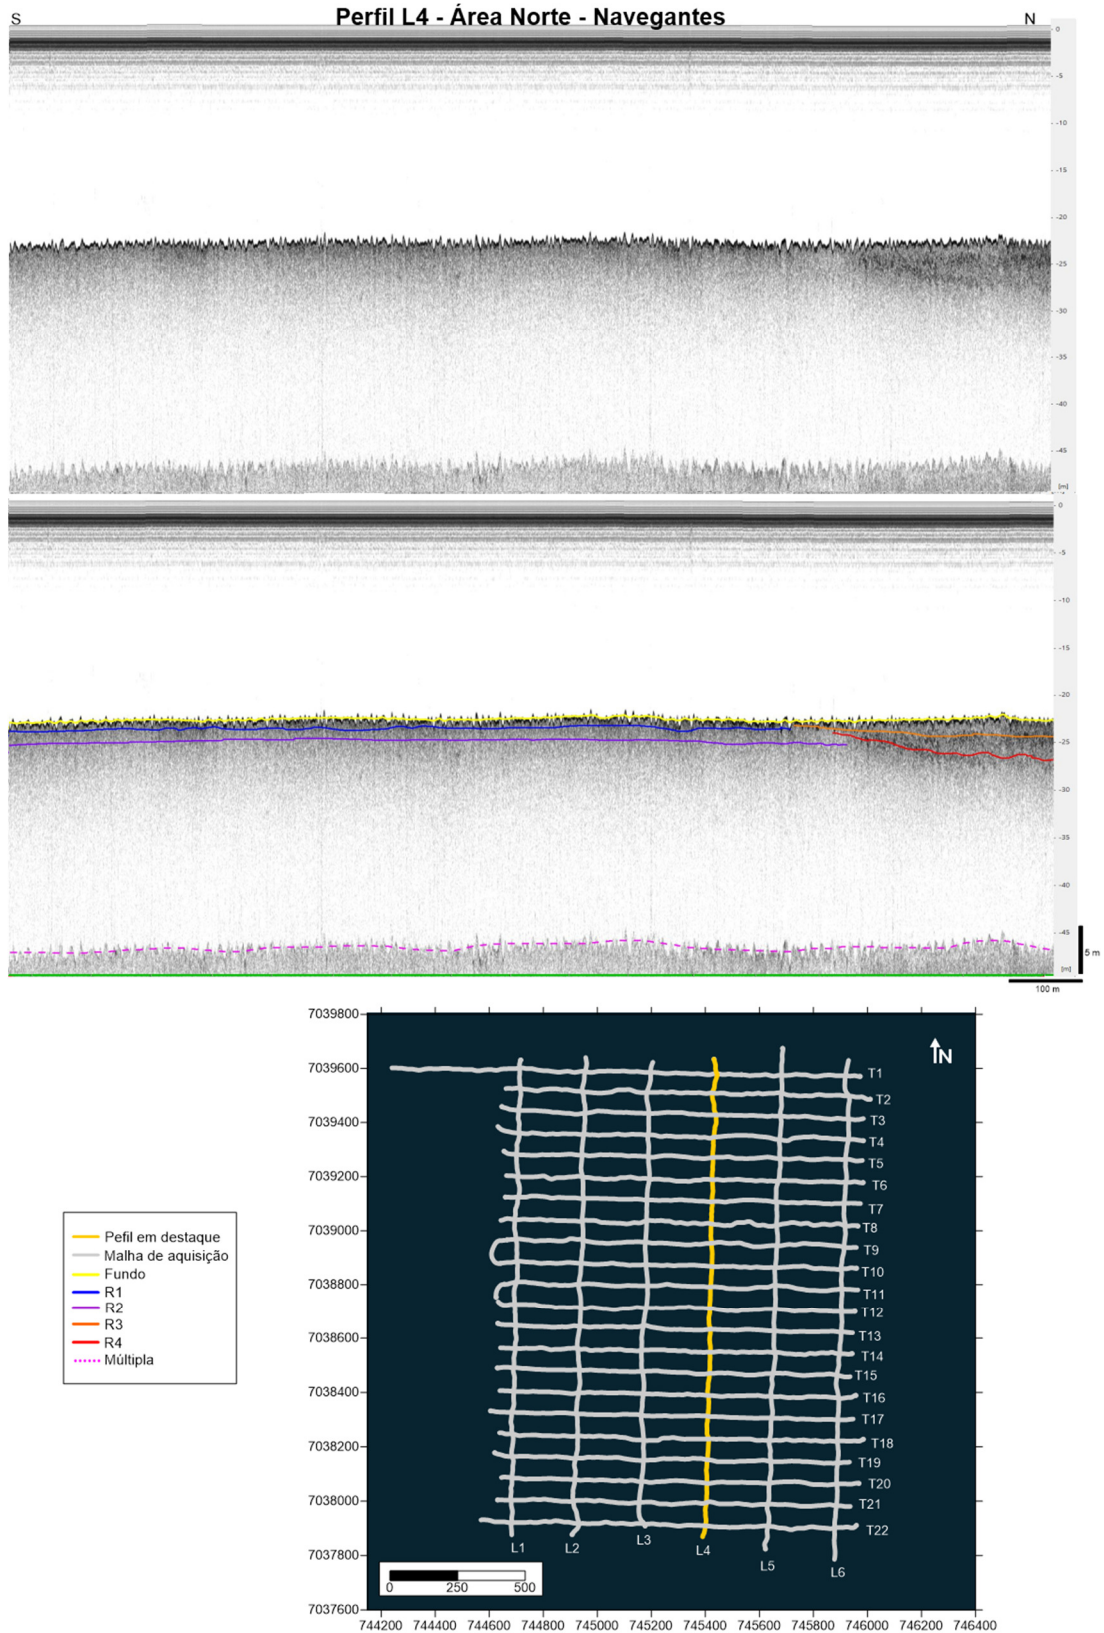 S Perfil L4 - Área Norte - Navegantes N
0
-5
-10
-15
-20
-25
-30
-35
-40
-45
[m]
0
-5
-10
-15
-20
-25
-30
-35
-40
-45
[m]
5 m
100 m
7039800
7039600
7039400
7039200
7039000
7038800
7038600
7038400
7038200
7038000
7037800
7037600
N
T1
T2
T3
T4
T5
T6
T7
T8
T9
T10
T11
T12
T13
T14
T15
T16
T17
T18
T19
T20
T21
T22
L1 L2 L3 L4 L5 L6
0 250 500
744200 744400 744600 744800 745000 745200 745400 745600 745800 746000 746200 746400
Pefil em destaque
Malha de aquisição
Fundo
R1
R2
R3
R4
Múltipla